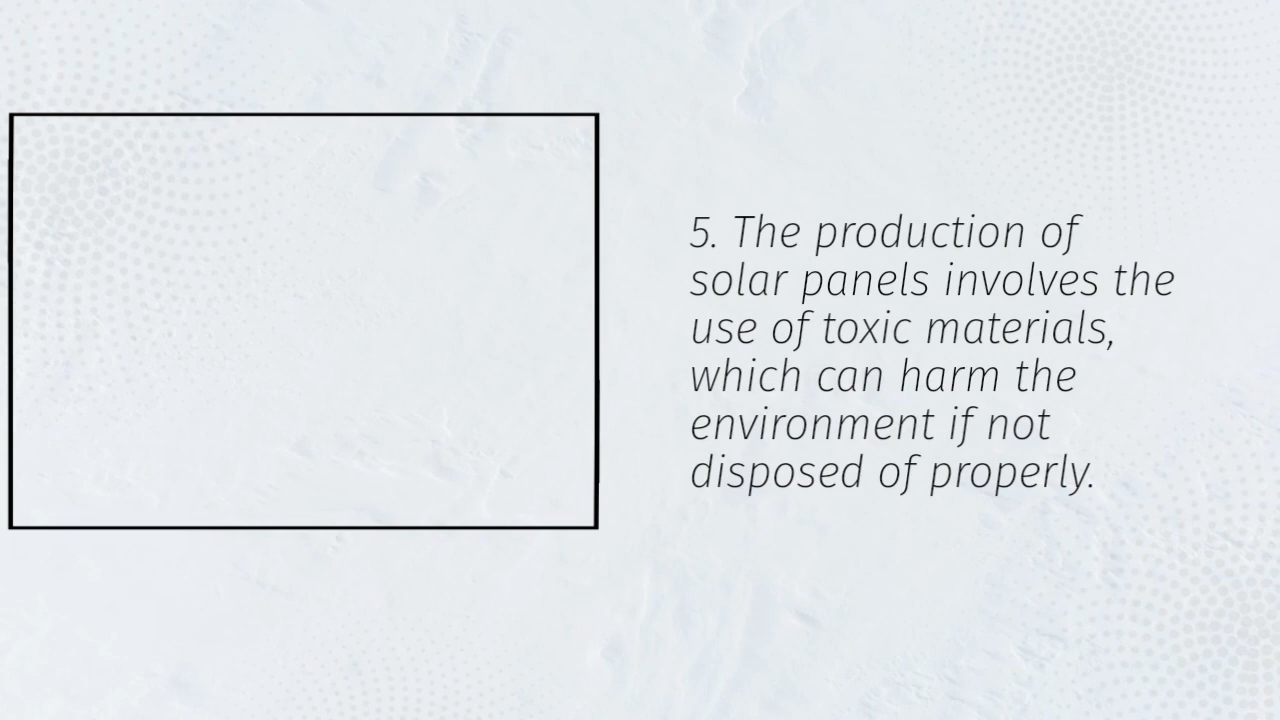 5. The production of
solar panels involves the
use of toxic materials,
which can harm the
environment if not
disposed of properly.